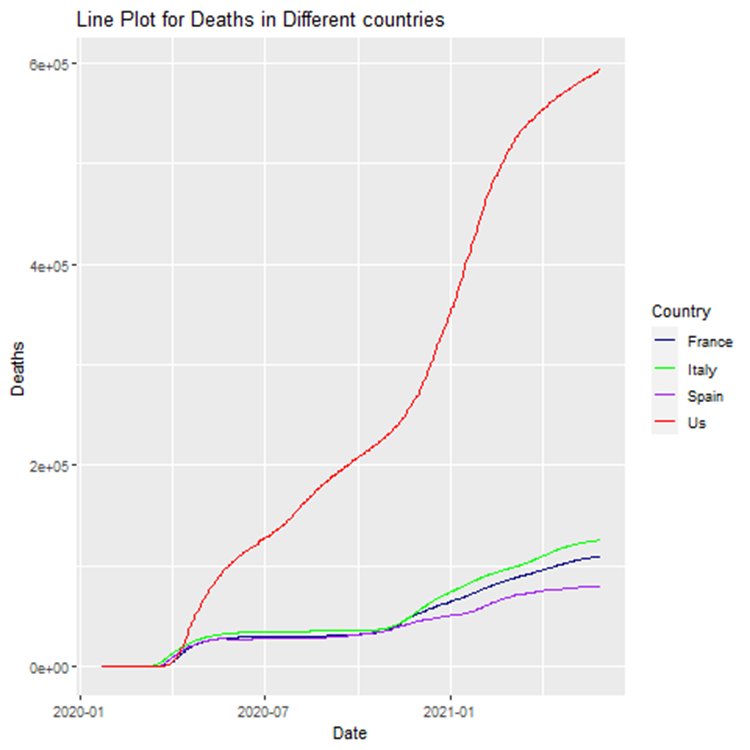 Line Plot for Deaths in Different countries
6e+05
4e+05
2e+05
0e+00
Deaths
2020-01
2020-07
2021-01
Date
Country
France
Italy
Spain
Us